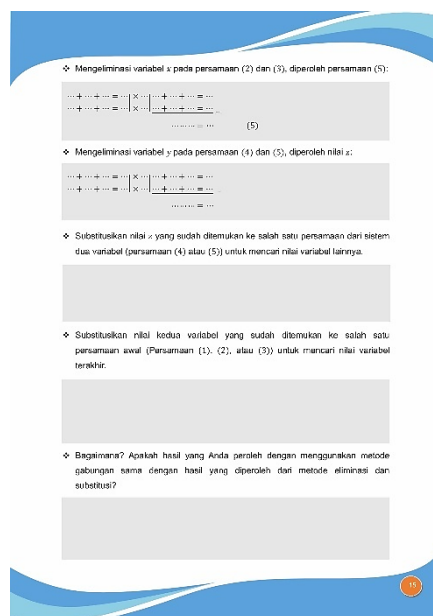 ❖ Mengeliminasi variabel x pada persamaan (2) dan (3), diperoleh persamaan (5):
⋯ + ⋯ + ⋯ = ⋯ | × ⋯ | ⋯ + ⋯ + ⋯ = ⋯
⋯ + ⋯ + ⋯ = ⋯ | × ⋯ | ⋯ + ⋯ + ⋯ = ⋯ _
⋯⋯⋯ = ⋯ (5)
❖ Mengeliminasi variabel y pada persamaan (4) dan (5), diperoleh nilai z:
⋯ + ⋯ + ⋯ = ⋯ | × ⋯ | ⋯ + ⋯ + ⋯ = ⋯
⋯ + ⋯ + ⋯ = ⋯ | × ⋯ | ⋯ + ⋯ + ⋯ = ⋯ _
⋯⋯⋯ = ⋯
❖ Substitusikan nilai z yang sudah ditemukan ke salah satu persamaan dari sistem
dua variabel (persamaan (4) atau (5)) untuk mencari nilai variabel lainnya.
❖ Substitusikan nilai kedua variabel yang sudah ditemukan ke salah satu
persamaan awal (Persamaan (1), (2), atau (3)) untuk mencari nilai variabel
terakhir.
❖ Bagaimana? Apakah hasil yang Anda peroleh dengan menggunakan metode
gabungan sama dengan hasil yang diperoleh dari metode eliminasi dan
substitusi?
15